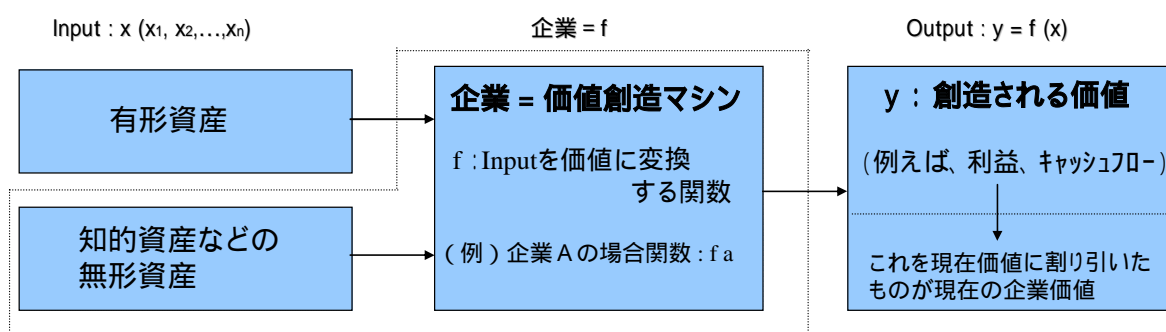 Input : x (x₁, x₂,…,xₙ)
企業 = f
Output : y = f (x)
有形資産
知的資産などの
無形資産
企業 = 価値創造マシン
f : Inputを価値に変換
する関数
(例) 企業Aの場合関数 : f a
y : 創造される価値
(例えば、利益、ｷｬｯｼｭﾌﾛｰ)
これを現在価値に割り引いた
ものが現在の企業価値